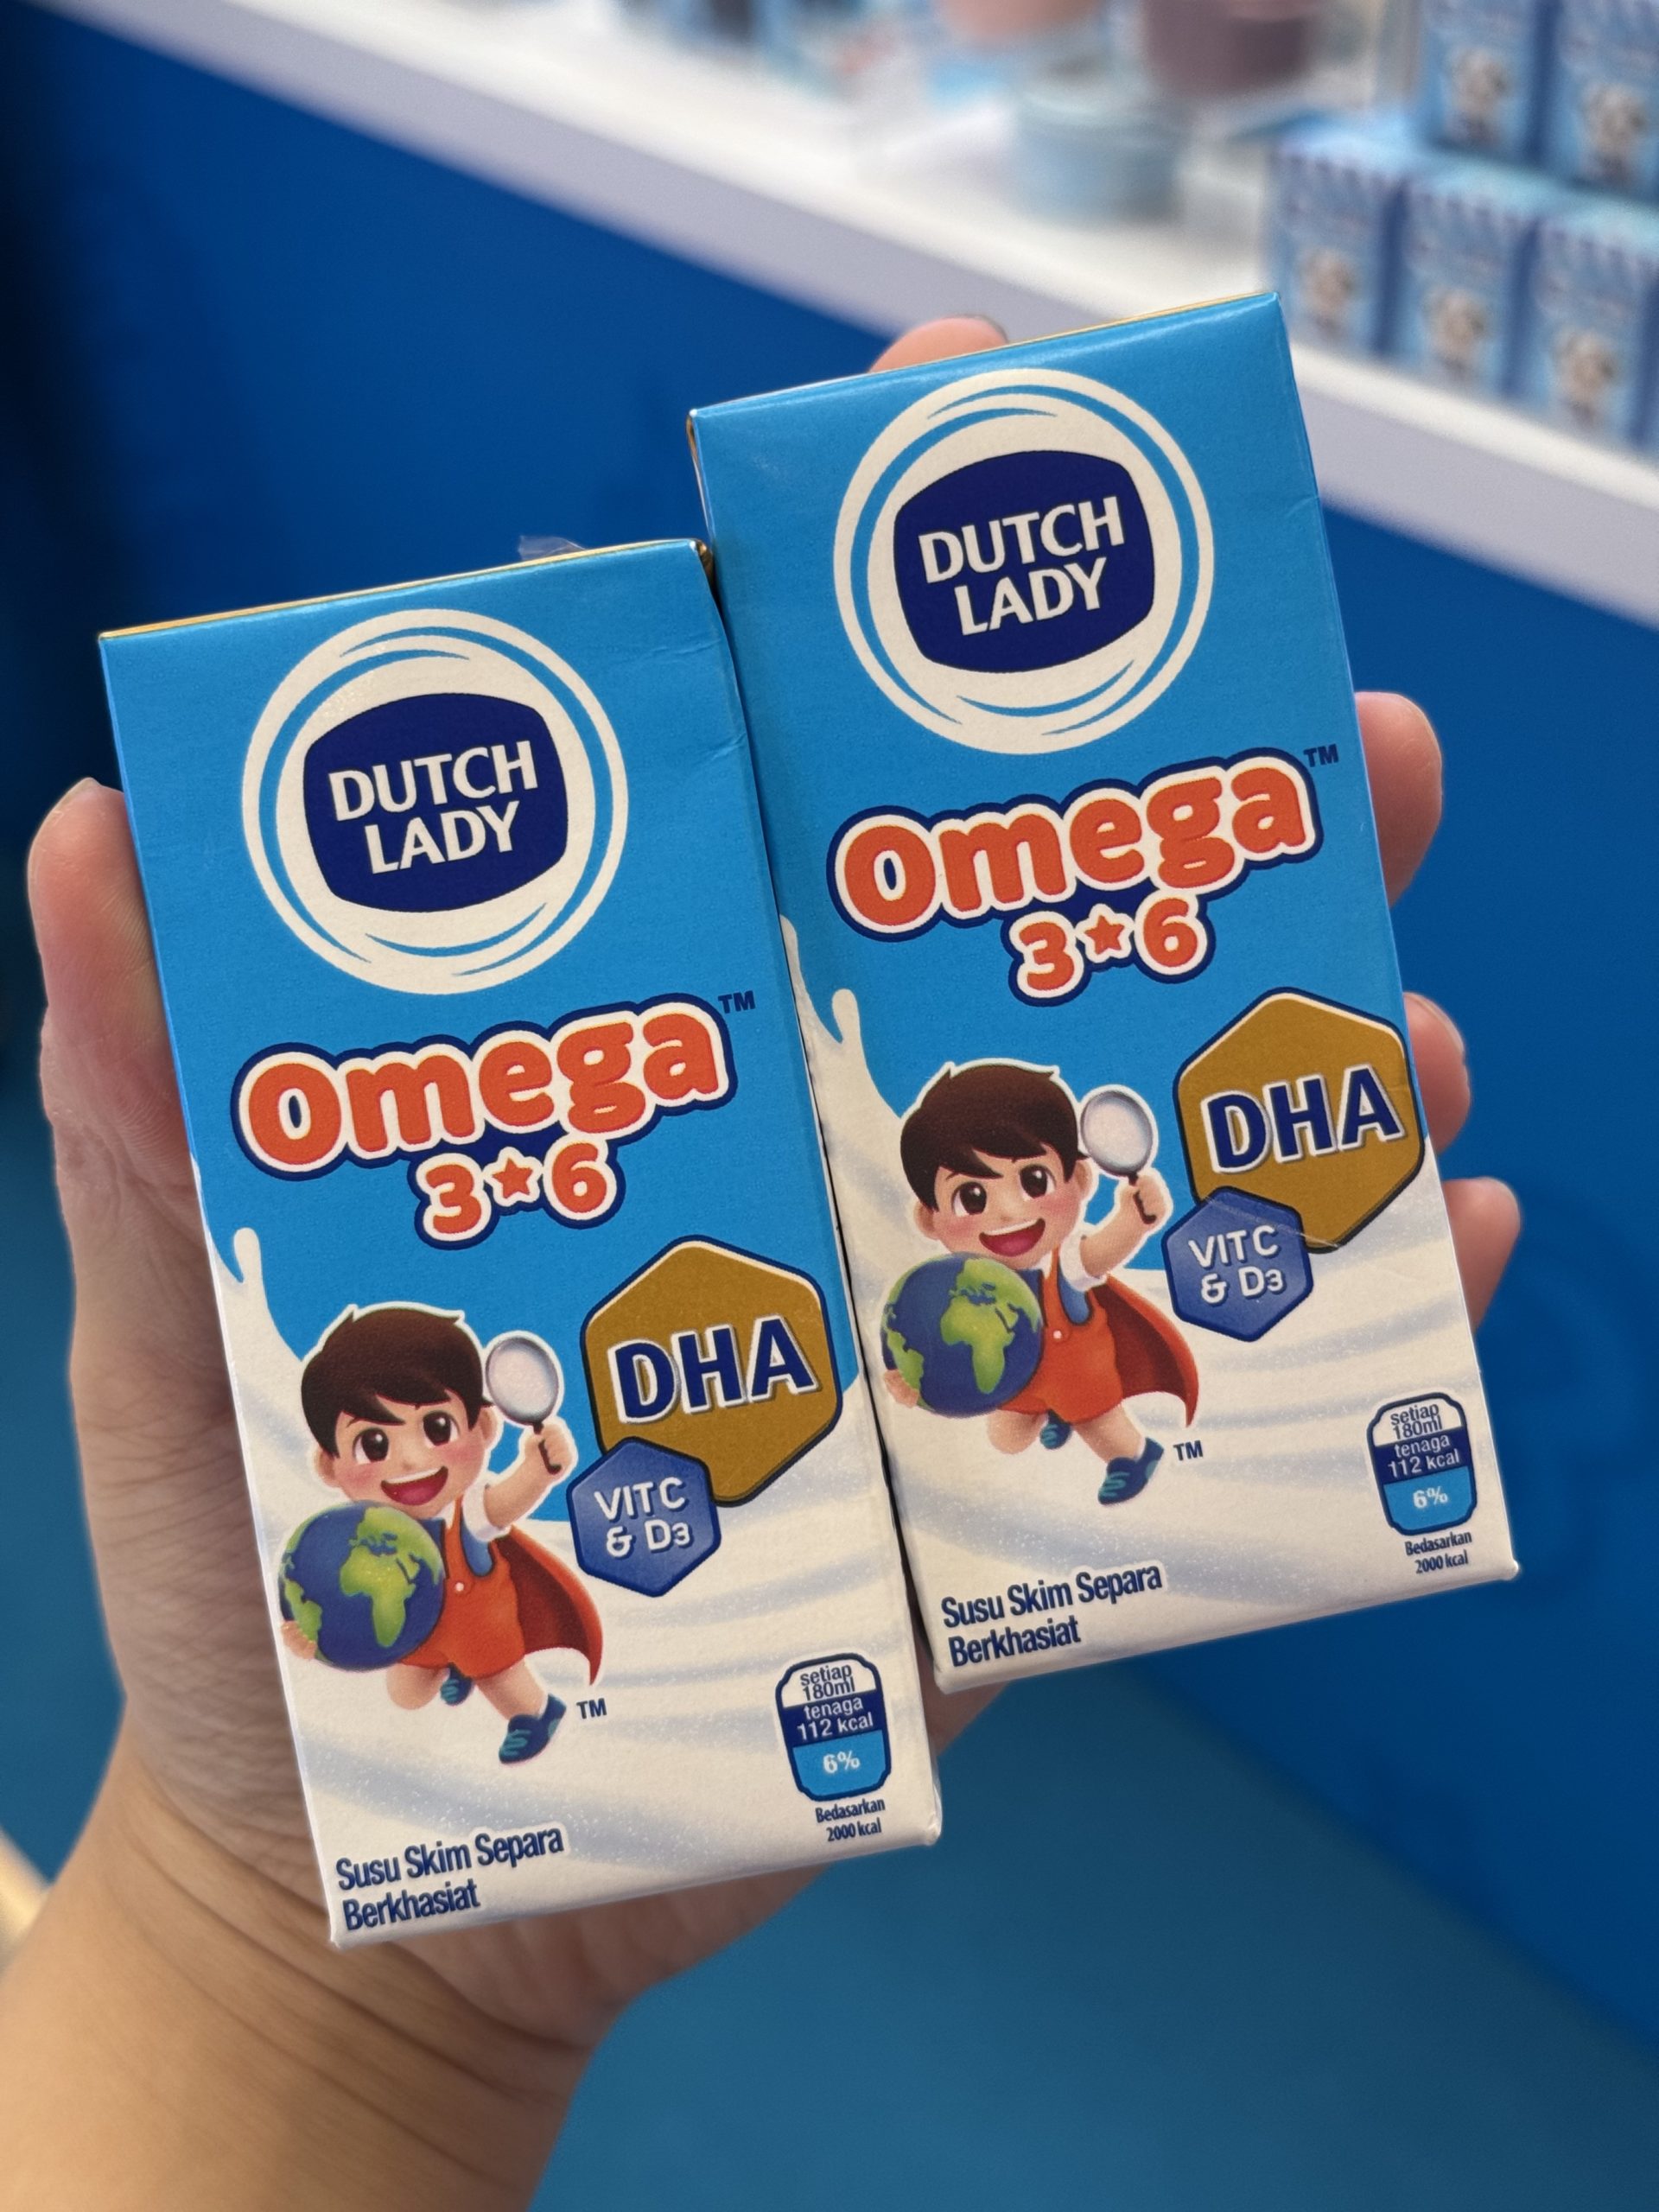 DUTCH
LADY
Omega™
3★6
DHA
VIT C
& D3
TM
setiap
180ml
tenaga
112 kcal
6%
Bedasarkan
2000 kcal
Susu Skim Separa
Berkhasiat
DUTCH
LADY
Omega™
3★6
DHA
VIT C
& D3
TM
setiap
180ml
tenaga
112 kcal
6%
Bedasarkan
2000 kcal
Susu Skim Separa
Berkhasiat